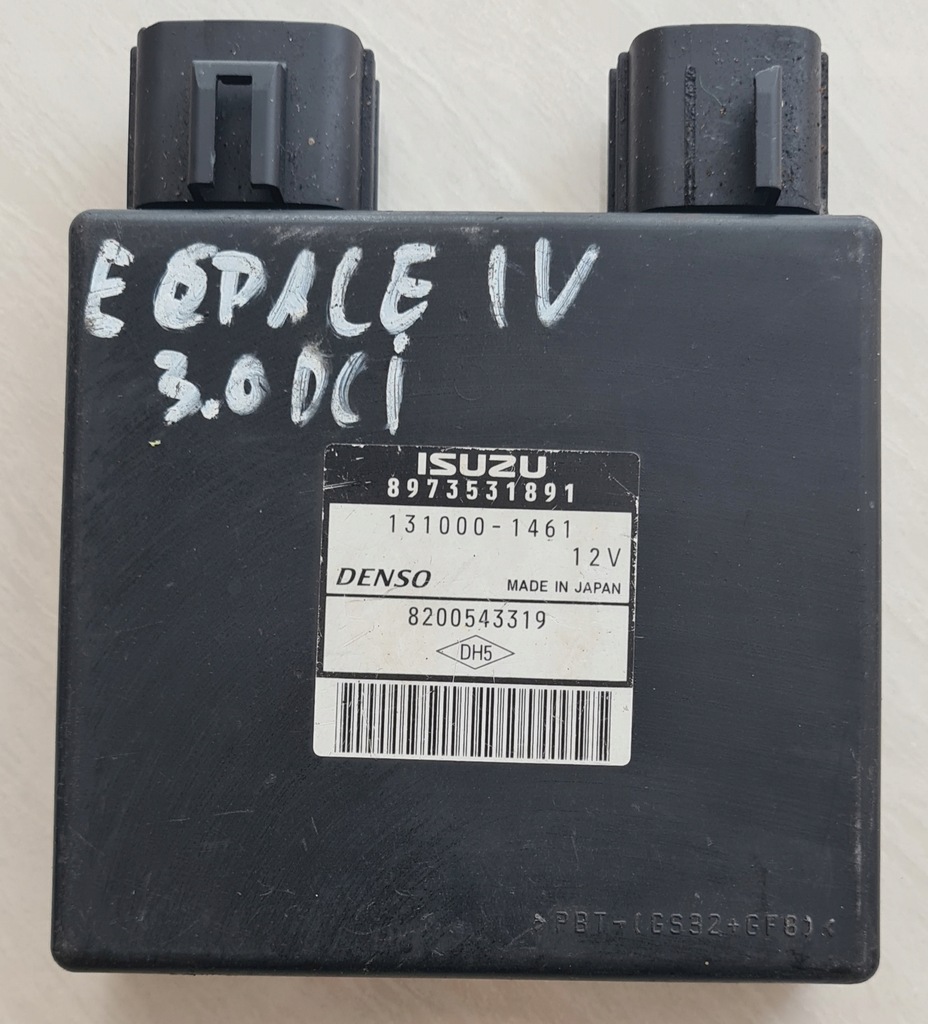 ESPACE IV
3.0 DCi
ISUZU
8973531891
131000-1461
12V
DENSO MADE IN JAPAN
8200543319
DH5
>PBT-(GS32+GF8)<